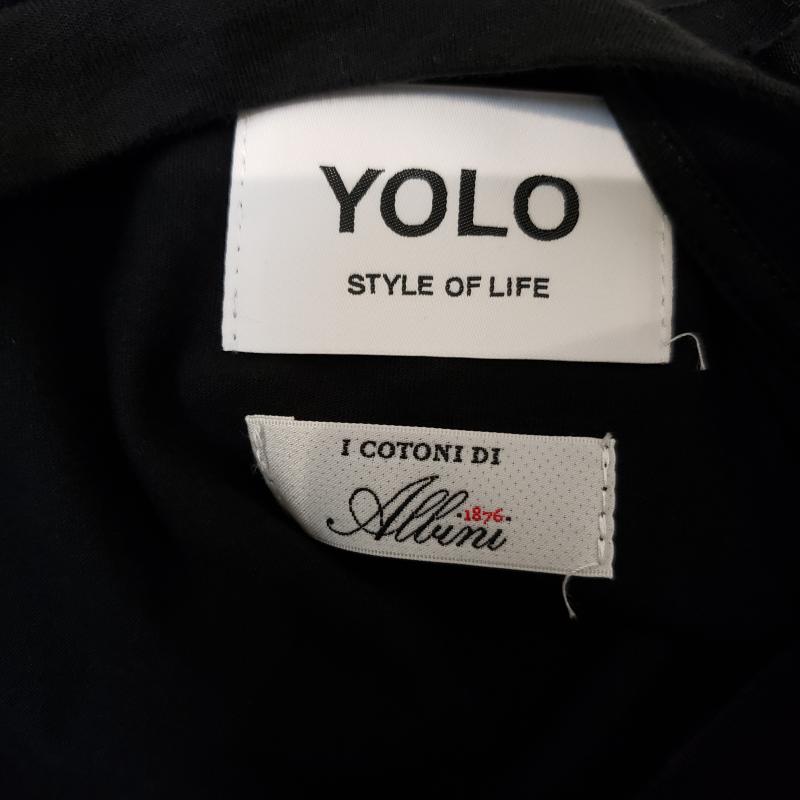 YOLO
STYLE OF LIFE
I COTONI DI
Albini
·1876·